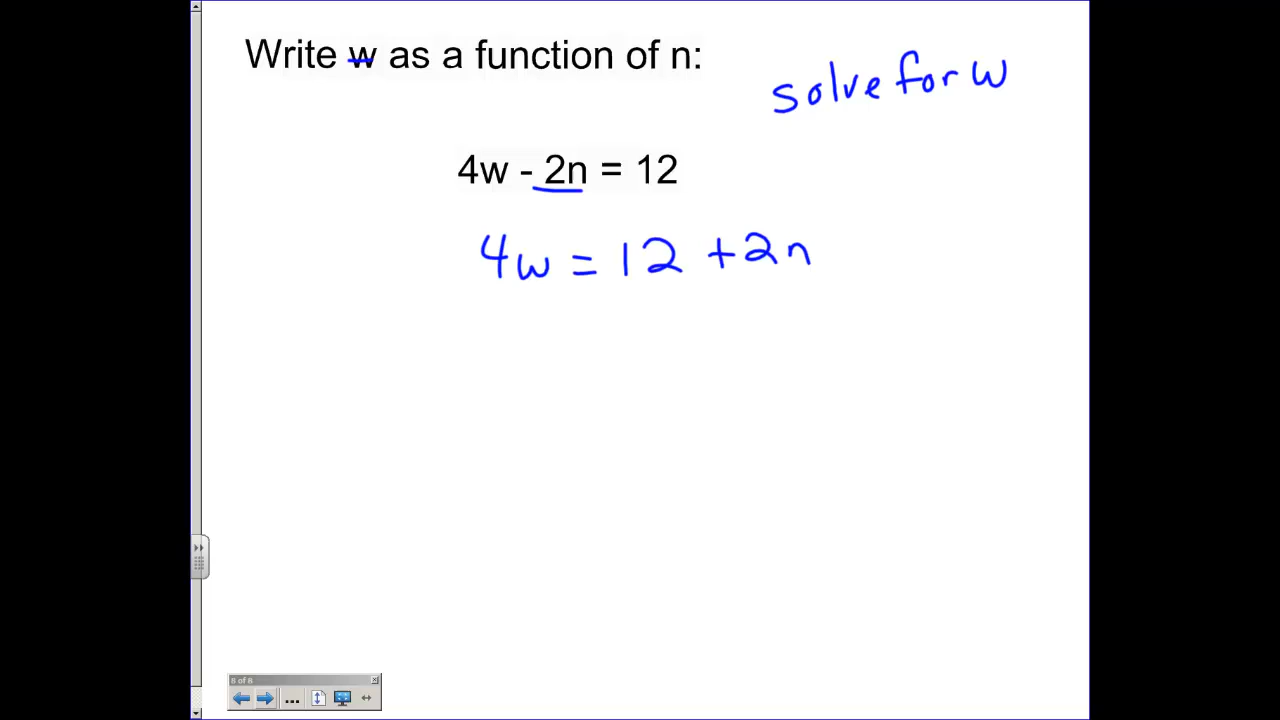 Write w as a function of n:
solve for w
4w - 2n = 12
4w = 12 + 2n
8 of 8